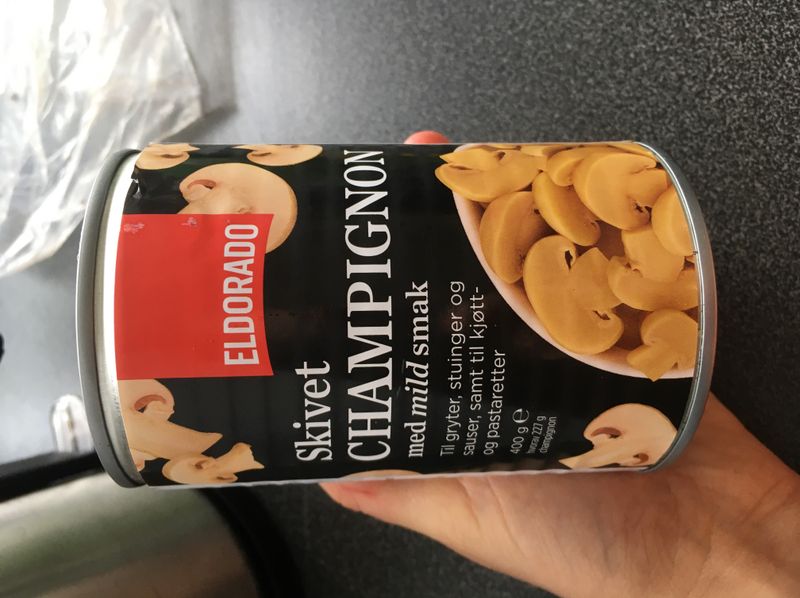 ELDORADO
Skivet
CHAMPIGNON
med mild smak
Til gryter, stuinger og
sauser, samt til kjøtt-
og pastaretter
400 g ℮
hvorav 227 g
champignon